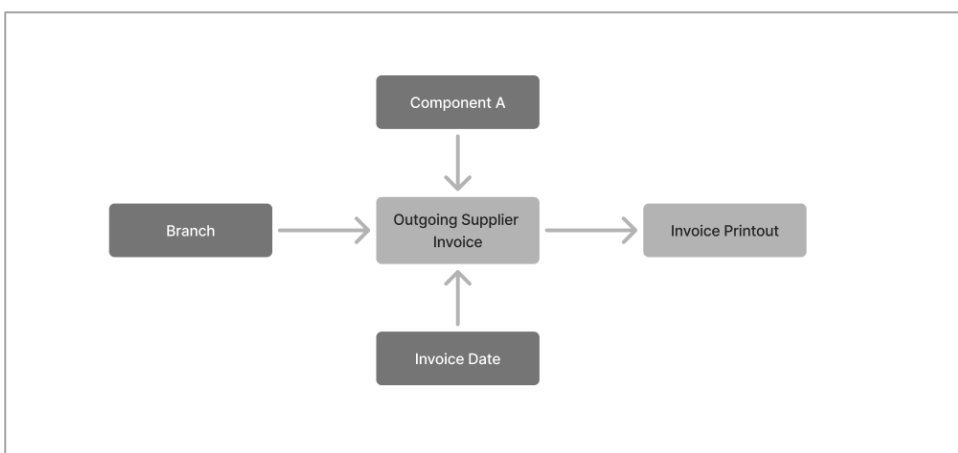 Component A
Branch
Outgoing Supplier
Invoice
Invoice Printout
Invoice Date